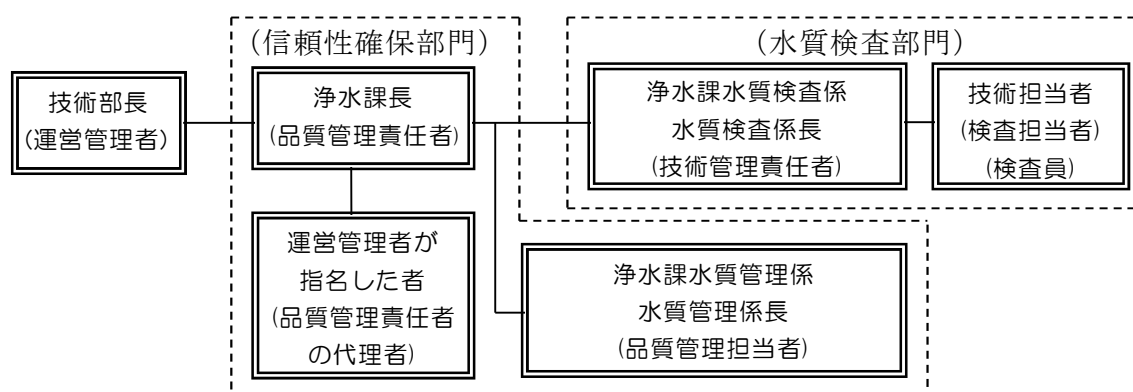 (信頼性確保部門)
(水質検査部門)
技術部長
(運営管理者)
浄水課長
(品質管理責任者)
浄水課水質検査係
水質検査係長
(技術管理責任者)
技術担当者
(検査担当者)
(検査員)
運営管理者が
指名した者
(品質管理責任者
の代理者)
浄水課水質管理係
水質管理係長
(品質管理担当者)